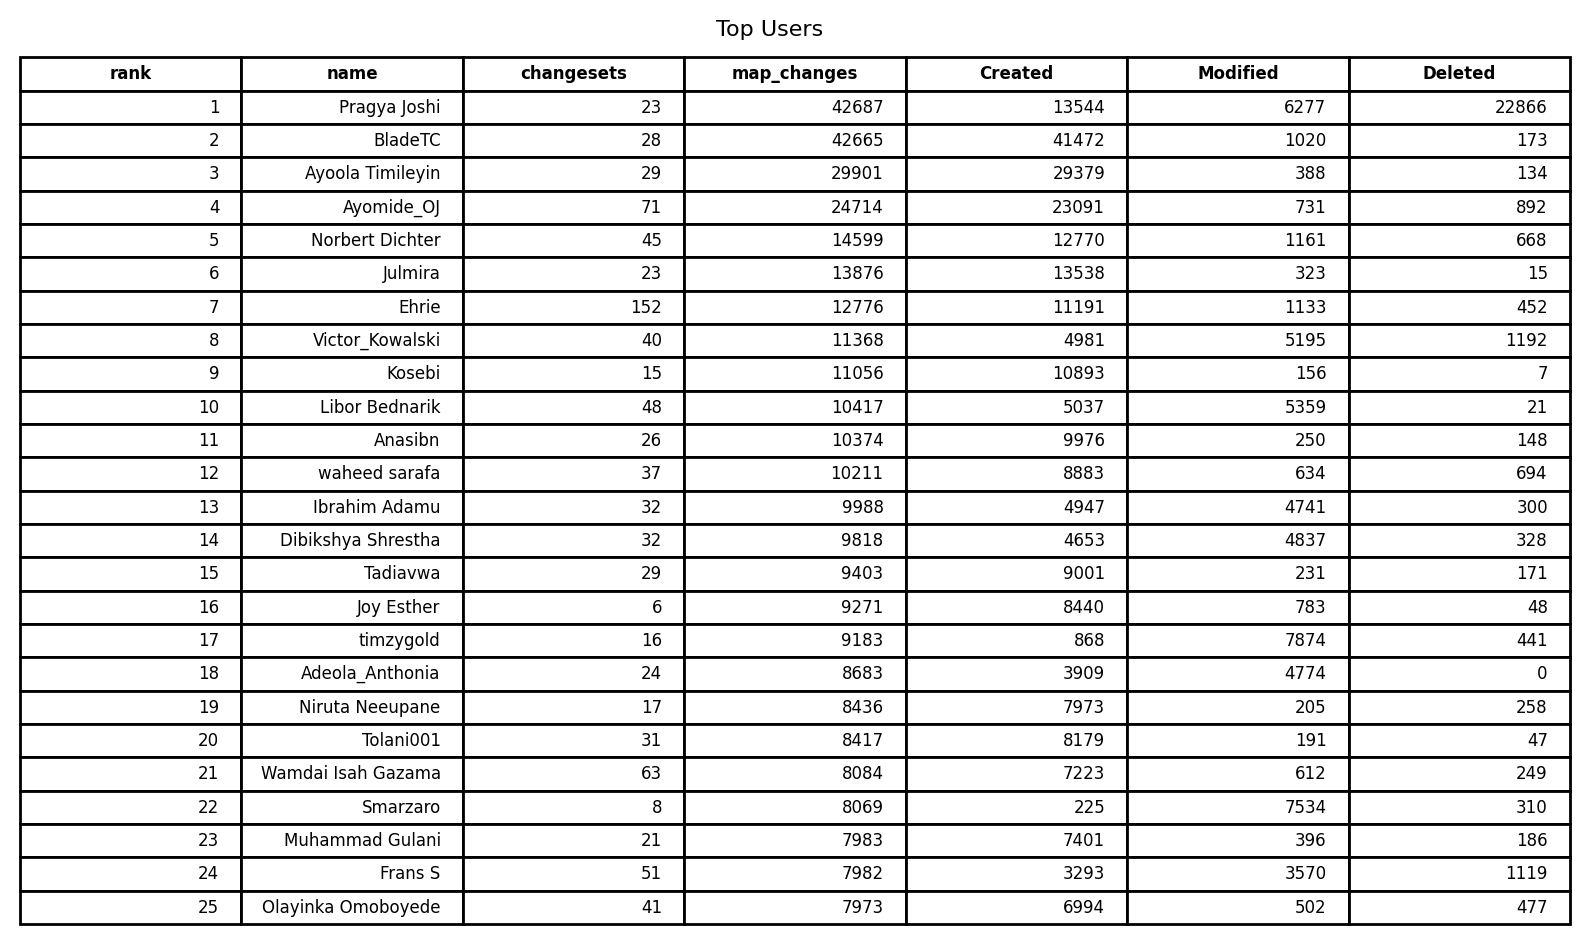 Top Users
rank name changesets map_changes Created Modified Deleted
1 Pragya Joshi 23 42687 13544 6277 22866
2 BladeTC 28 42665 41472 1020 173
3 Ayoola Timileyin 29 29901 29379 388 134
4 Ayomide_OJ 71 24714 23091 731 892
5 Norbert Dichter 45 14599 12770 1161 668
6 Julmira 23 13876 13538 323 15
7 Ehrie 152 12776 11191 1133 452
8 Victor_Kowalski 40 11368 4981 5195 1192
9 Kosebi 15 11056 10893 156 7
10 Libor Bednarik 48 10417 5037 5359 21
11 Anasibn 26 10374 9976 250 148
12 waheed sarafa 37 10211 8883 634 694
13 Ibrahim Adamu 32 9988 4947 4741 300
14 Dibikshya Shrestha 32 9818 4653 4837 328
15 Tadiavwa 29 9403 9001 231 171
16 Joy Esther 6 9271 8440 783 48
17 timzygold 16 9183 868 7874 441
18 Adeola_Anthonia 24 8683 3909 4774 0
19 Niruta Neeupane 17 8436 7973 205 258
20 Tolani001 31 8417 8179 191 47
21 Wamdai Isah Gazama 63 8084 7223 612 249
22 Smarzaro 8 8069 225 7534 310
23 Muhammad Gulani 21 7983 7401 396 186
24 Frans S 51 7982 3293 3570 1119
25 Olayinka Omoboyede 41 7973 6994 502 477